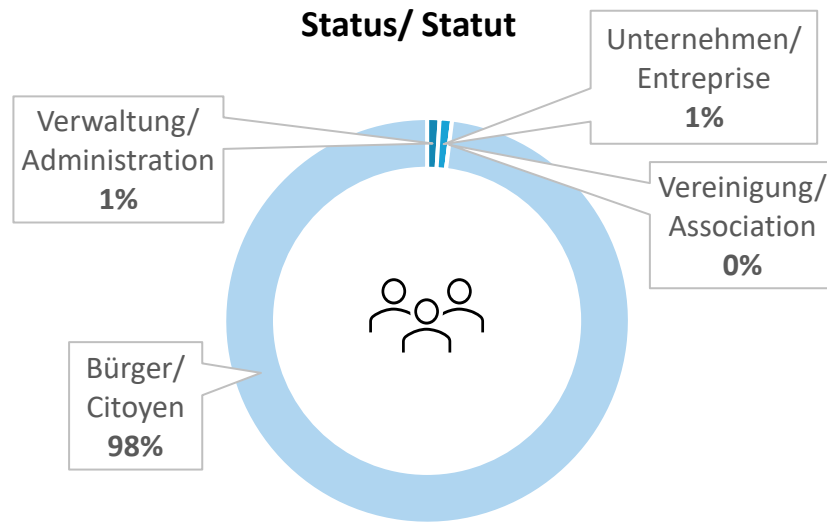 Status/ Statut
Unternehmen/
Entreprise
1%
Verwaltung/
Administration
1%
Vereinigung/
Association
0%
Bürger/
Citoyen
98%